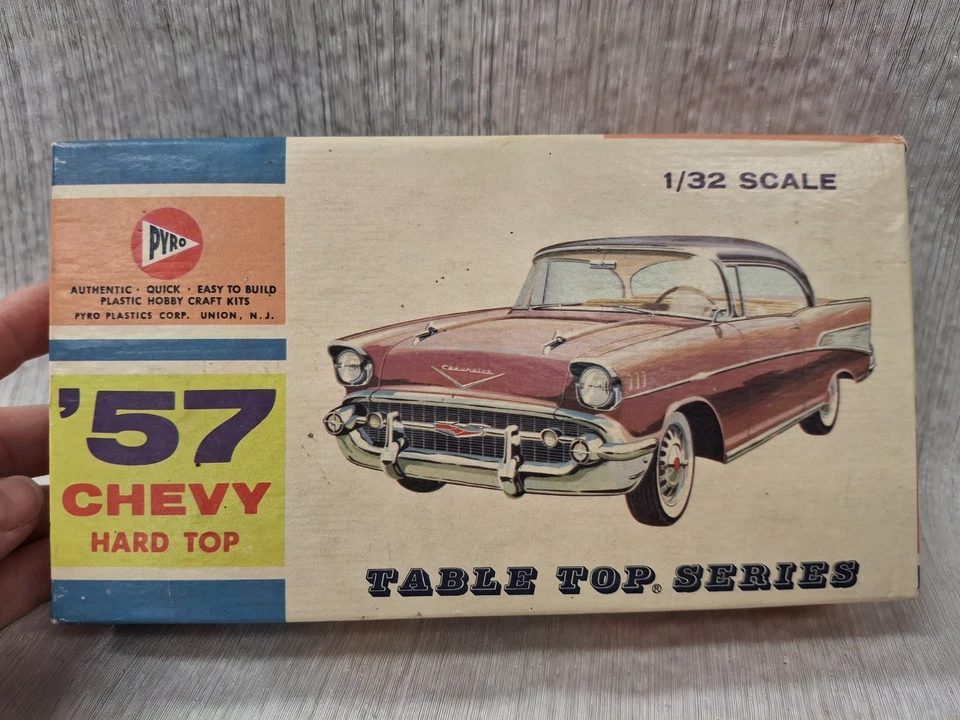 PYRO
AUTHENTIC · QUICK · EASY TO BUILD
PLASTIC HOBBY CRAFT KITS
PYRO PLASTICS CORP. UNION, N.J.
'57
CHEVY
HARD TOP
1/32 SCALE
Chevrolet
TABLE TOP® SERIES